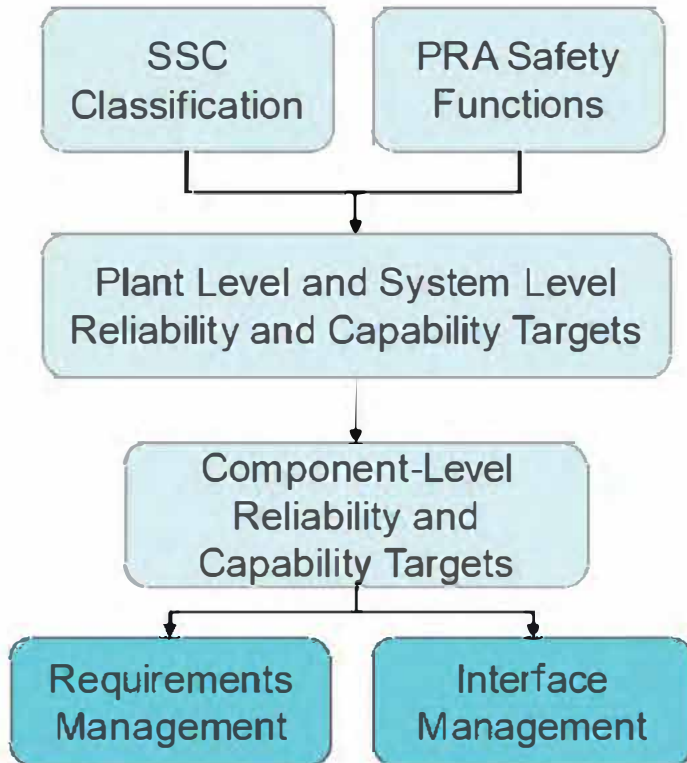 SSC
Classification
PRA Safety
Functions
Plant Level and System Level
Reliability and Capability Targets
Component-Level
Reliability and
Capability Targets
Requirements
Management
Interface
Management